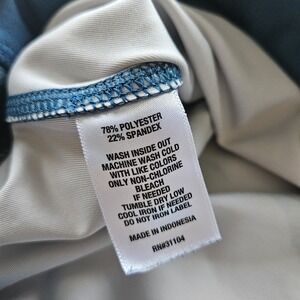 78% POLYESTER
22% SPANDEX
WASH INSIDE OUT
MACHINE WASH COLD
WITH LIKE COLORS
ONLY NON-CHLORINE
BLEACH
IF NEEDED
TUMBLE DRY LOW
COOL IRON IF NEEDED
DO NOT IRON LABEL
MADE IN INDONESIA
RN#31104